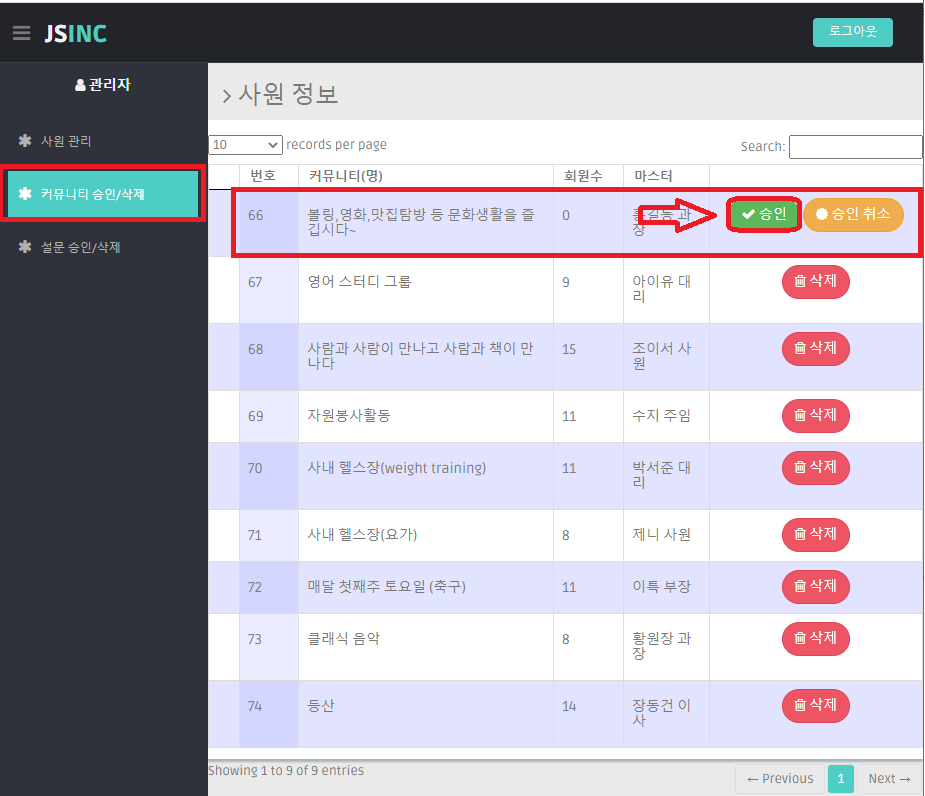 JSINC
로그아웃
관리자
사원 관리
커뮤니티 승인/삭제
설문 승인/삭제
사원 정보
10 records per page
Search:
번호 커뮤니티(명) 회원수 마스터
66 볼링,영화,맛집탐방 등 문화생활을 즐 0 홍길동 과 승인 승인 취소
깁시다~ 장
67 영어 스터디 그룹 9 아이유 대 삭제
리
68 사람과 사람이 만나고 사람과 책이 만 15 조이서 사 삭제
나다 원
69 자원봉사활동 11 수지 주임 삭제
70 사내 헬스장(weight training) 11 박서준 대 삭제
리
71 사내 헬스장(요가) 8 제니 사원 삭제
72 매달 첫째주 토요일 (축구) 11 이특 부장 삭제
73 클래식 음악 8 황원장 과 삭제
장
74 등산 14 장동건 이 삭제
사
Showing 1 to 9 of 9 entries
← Previous 1 Next →